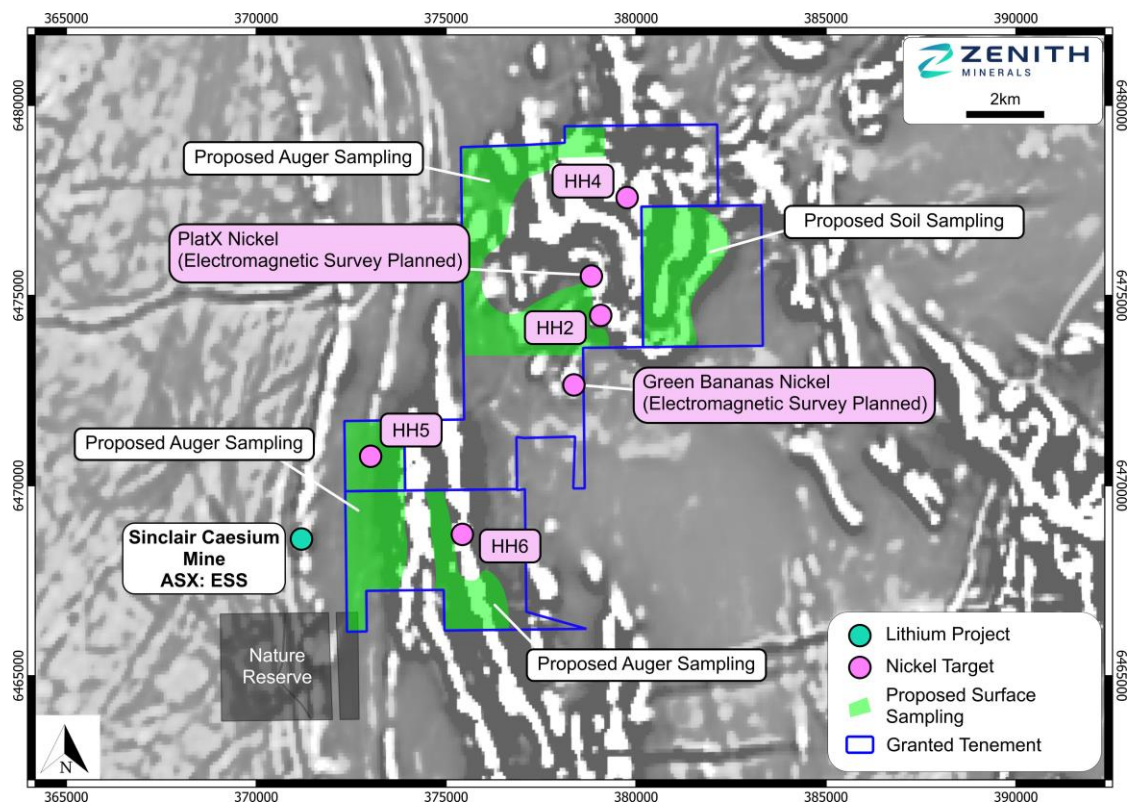 365000
370000
375000
380000
385000
390000
ZENITH
MINERALS
2km
6480000
6480000
Proposed Auger Sampling
HH4
Proposed Soil Sampling
PlatX Nickel
(Electromagnetic Survey Planned)
6475000
6475000
HH2
Green Bananas Nickel
(Electromagnetic Survey Planned)
HH5
Proposed Auger Sampling
6470000
6470000
Sinclair Caesium
Mine
ASX: ESS
HH6
Nature
Reserve
Proposed Auger Sampling
6465000
6465000
Lithium Project
Nickel Target
Proposed Surface
Sampling
Granted Tenement
N
365000
370000
375000
380000
385000
390000